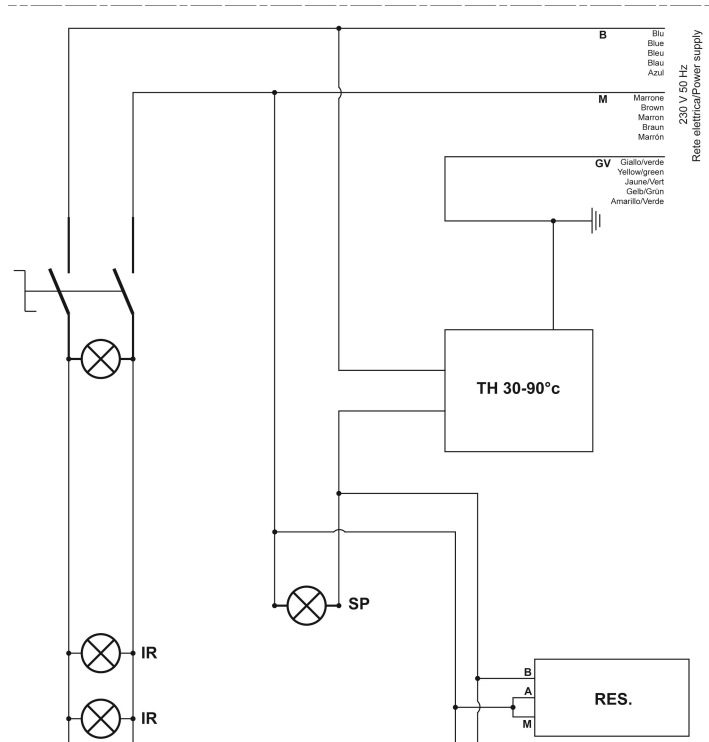 B
Blu
Blue
Bleu
Blau
Azul
M
Marrone
Brown
Marron
Braun
Marrón
GV
Giallo/verde
Yellow/green
Jaune/Vert
Gelb/Grün
Amarillo/Verde
230 V 50 Hz
Rete elettrica/Power supply
TH 30-90°c
SP
IR
IR
B
A
M
RES.